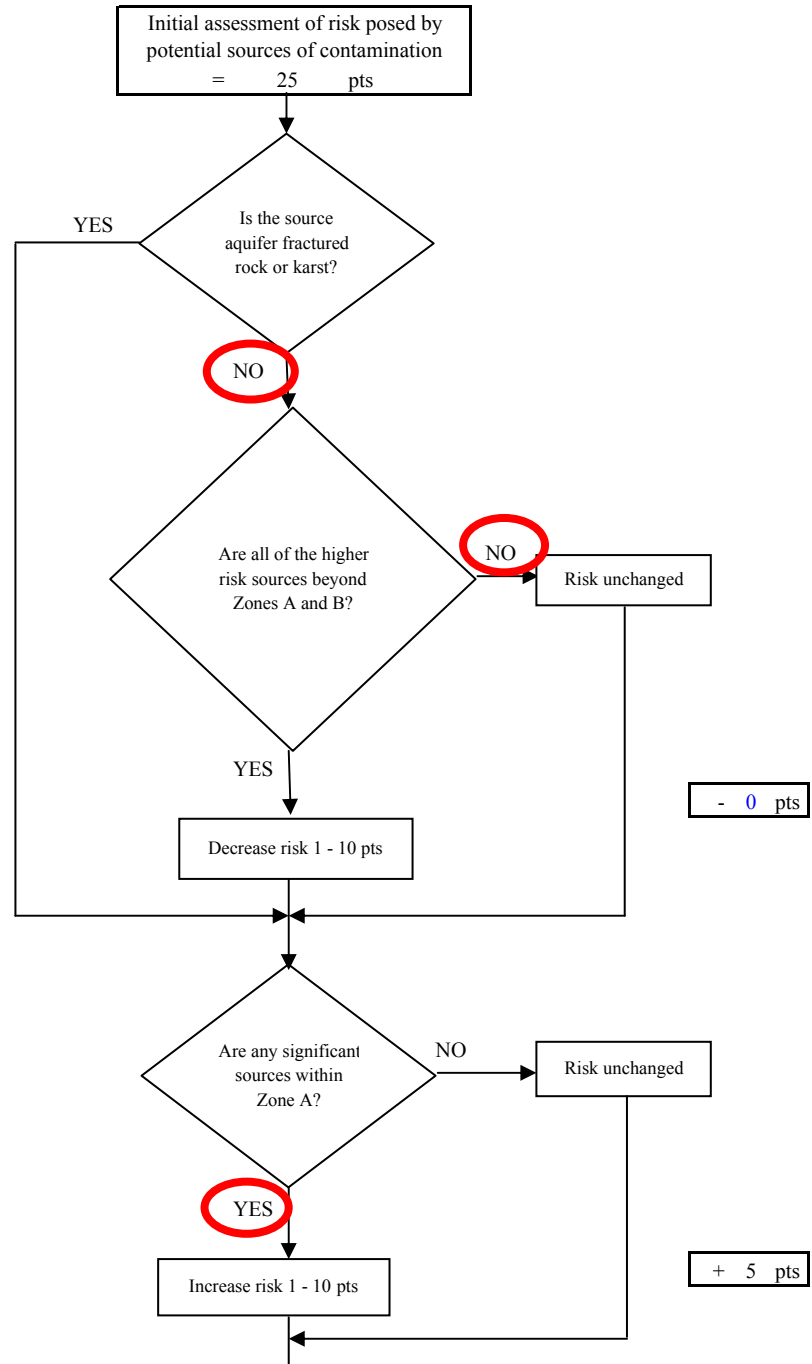 Initial assessment of risk posed by
potential sources of contamination
= 25 pts
YES
Is the source
aquifer fractured
rock or karst?
NO
Are all of the higher
risk sources beyond
Zones A and B?
NO
Risk unchanged
YES
- 0 pts
Decrease risk 1 - 10 pts
Are any significant
sources within
Zone A?
NO
Risk unchanged
YES
+ 5 pts
Increase risk 1 - 10 pts